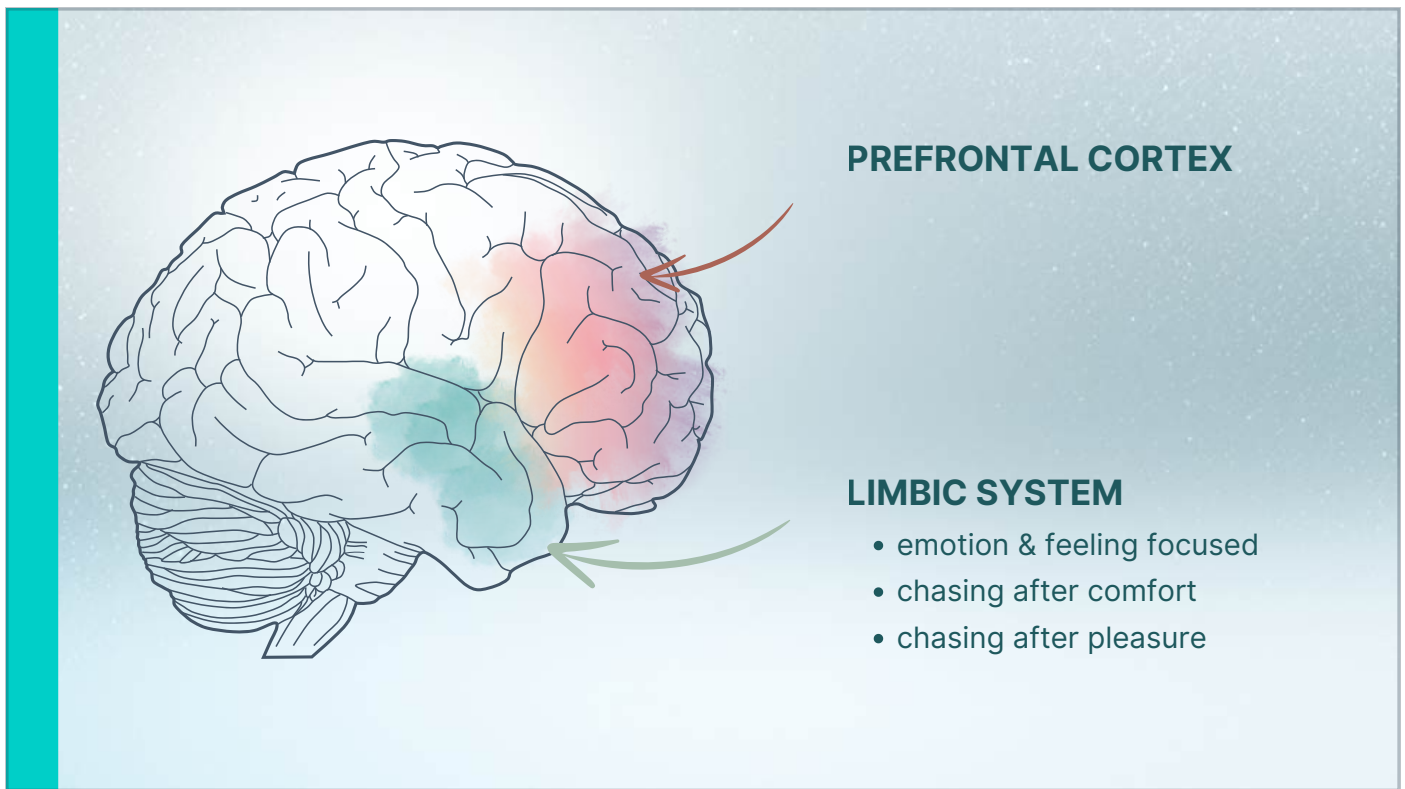 PREFRONTAL CORTEX
LIMBIC SYSTEM
• emotion & feeling focused
• chasing after comfort
• chasing after pleasure